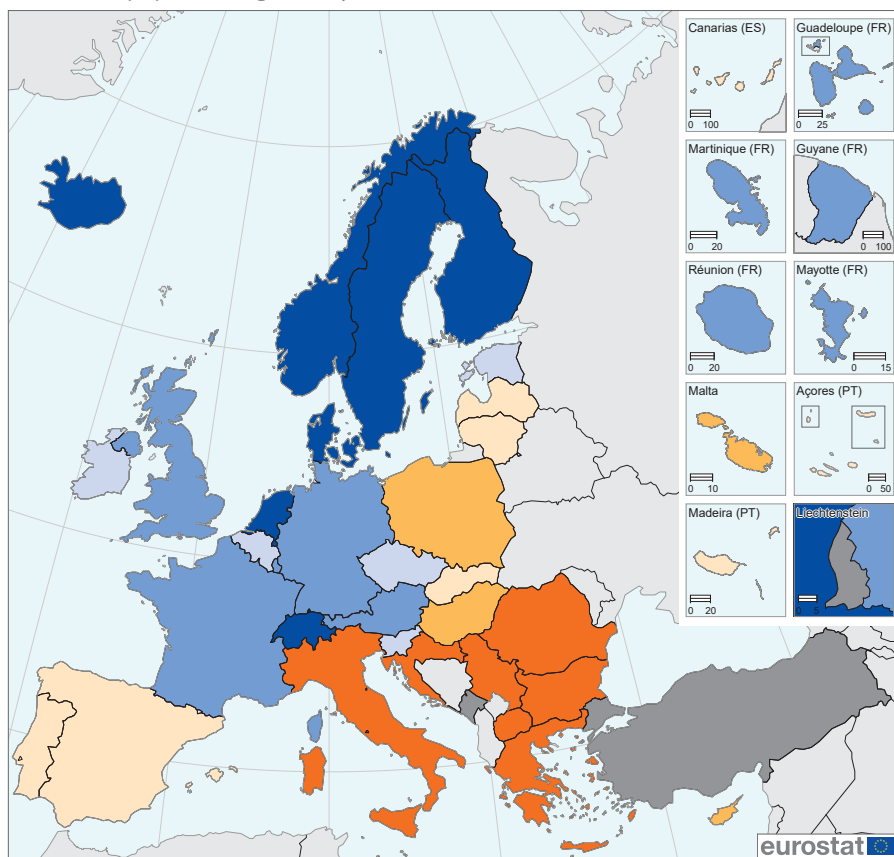 Canarias (ES)
0 100
Guadeloupe (FR)
0 25
Martinique (FR)
0 20
Guyane (FR)
0 100
Réunion (FR)
0 20
Mayotte (FR)
0 15
Malta
0 10
Açores (PT)
0 50
Madeira (PT)
0 20
Liechtenstein
0 5
eurostat